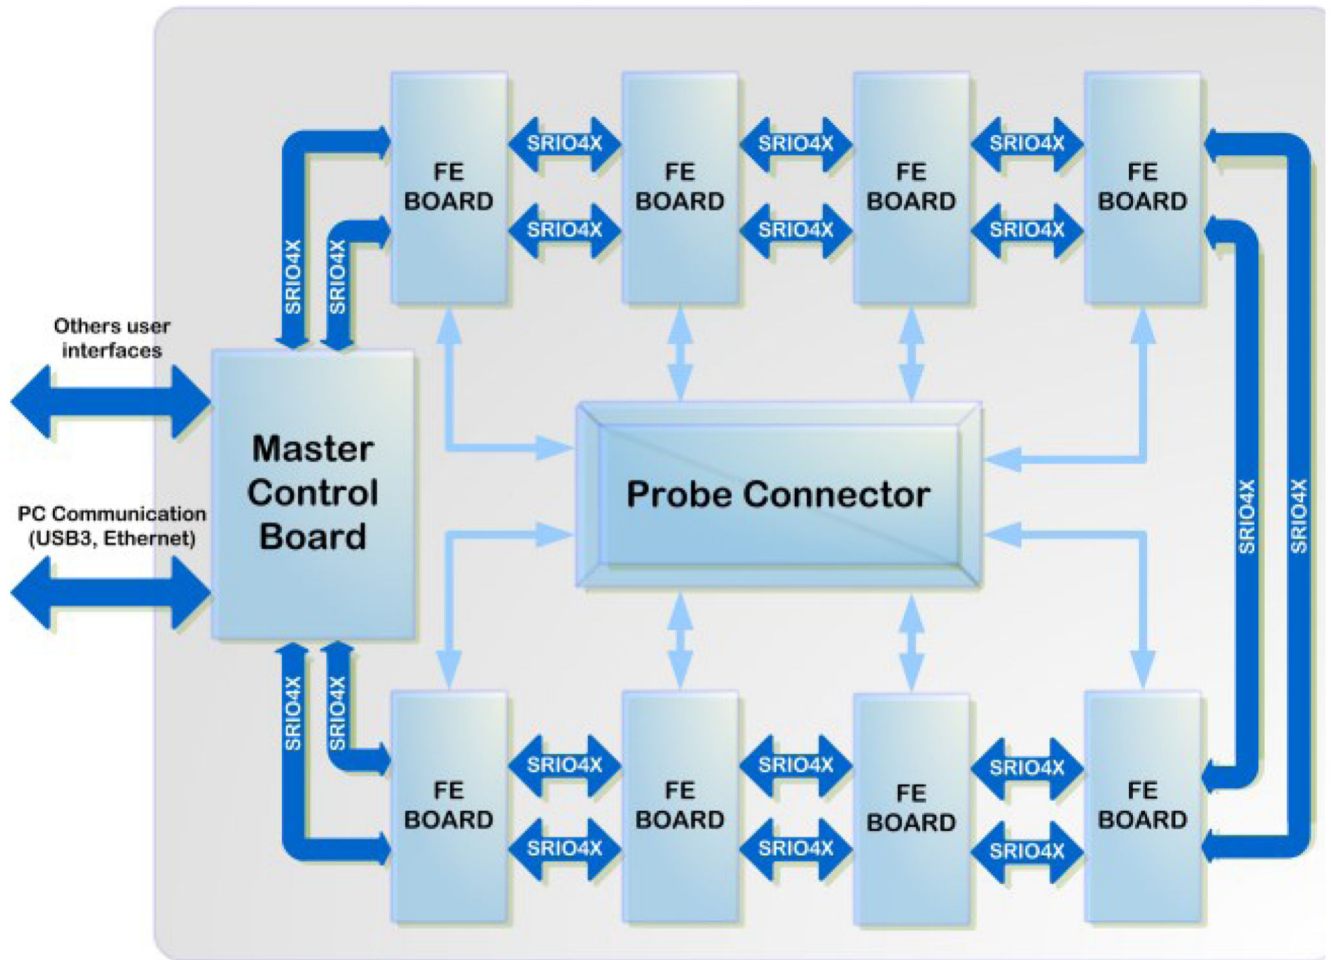 FE
BOARD
FE
BOARD
FE
BOARD
FE
BOARD
SRIO4X
SRIO4X
SRIO4X
SRIO4X
SRIO4X
SRIO4X
SRIO4X
SRIO4X
Others user
interfaces
Master
Control
Board
Probe Connector
PC Communication
(USB3, Ethernet)
SRIO4X
SRIO4X
SRIO4X
SRIO4X
FE
BOARD
FE
BOARD
FE
BOARD
FE
BOARD
SRIO4X
SRIO4X
SRIO4X
SRIO4X
SRIO4X
SRIO4X